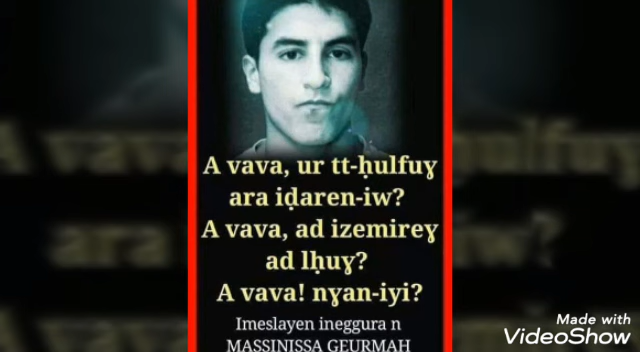 A vava, ur tt-ḥulfuɣ
ara iḍaren-iw?
A vava, ad izemireɣ
ad lḥuɣ?
A vava! nɣan-iyi?
Imeslayen ineggura n
MASSINISSA GEURMAH
Made with
VideoShow